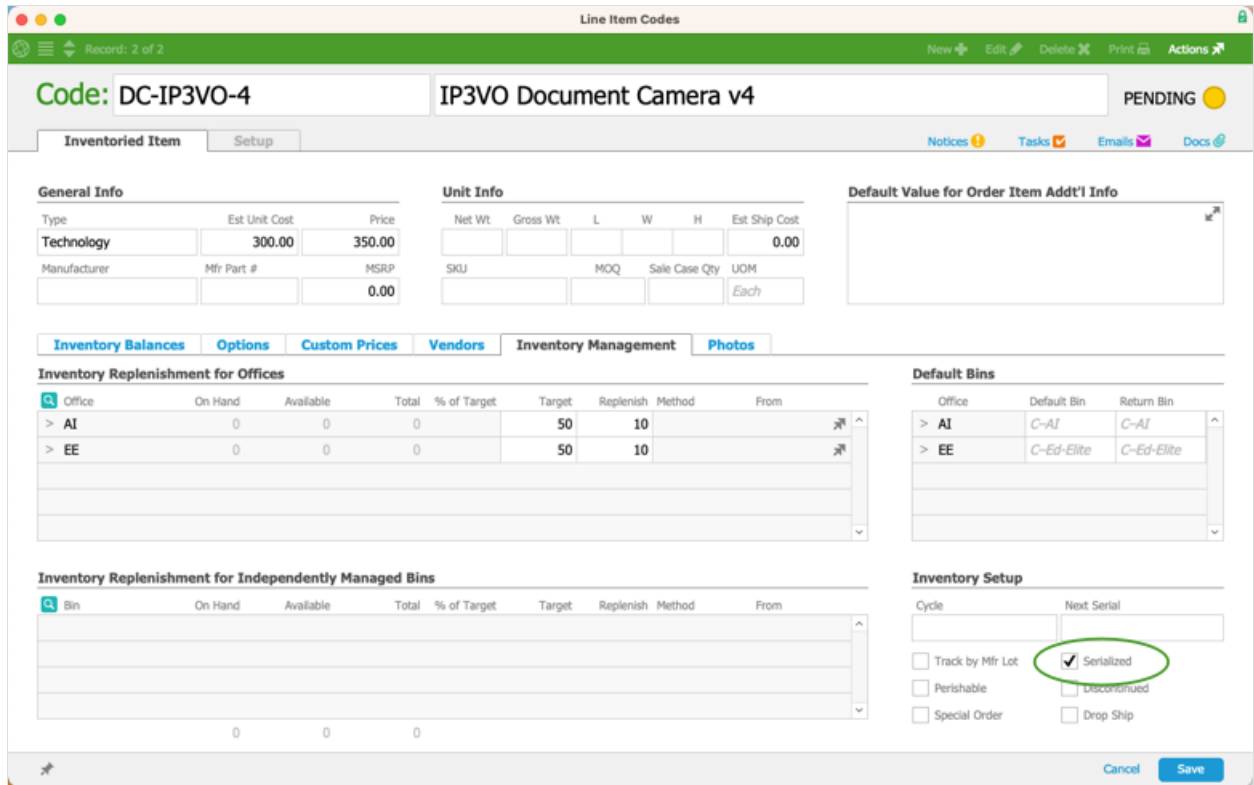 Line Item Codes
Record: 2 of 2 New Edit Delete Print Actions
Code: DC-IP3VO-4 IP3VO Document Camera v4 PENDING
Inventoried Item Setup Notices Tasks Emails Docs
General Info Unit Info Default Value for Order Item Addt'l Info
Type Est Unit Cost Price Net Wt Gross Wt L W H Est Ship Cost
Technology 300.00 350.00 0.00
Manufacturer Mfr Part # MSRP SKU MOQ Sale Case Qty UOM
0.00 Each
Inventory Balances Options Custom Prices Vendors Inventory Management Photos
Inventory Replenishment for Offices Default Bins
Office On Hand Available Total % of Target Target Replenish Method From Office Default Bin Return Bin
> AI 0 0 0 50 10 > AI C-AI C-AI
> EE 0 0 0 50 10 > EE C-Ed-Elite C-Ed-Elite
Inventory Replenishment for Independently Managed Bins Inventory Setup
Bin On Hand Available Total % of Target Target Replenish Method From Cycle Next Serial
Track by Mfr Lot Serialized
Perishable Discontinued
Special Order Drop Ship
0 0 0
Cancel Save